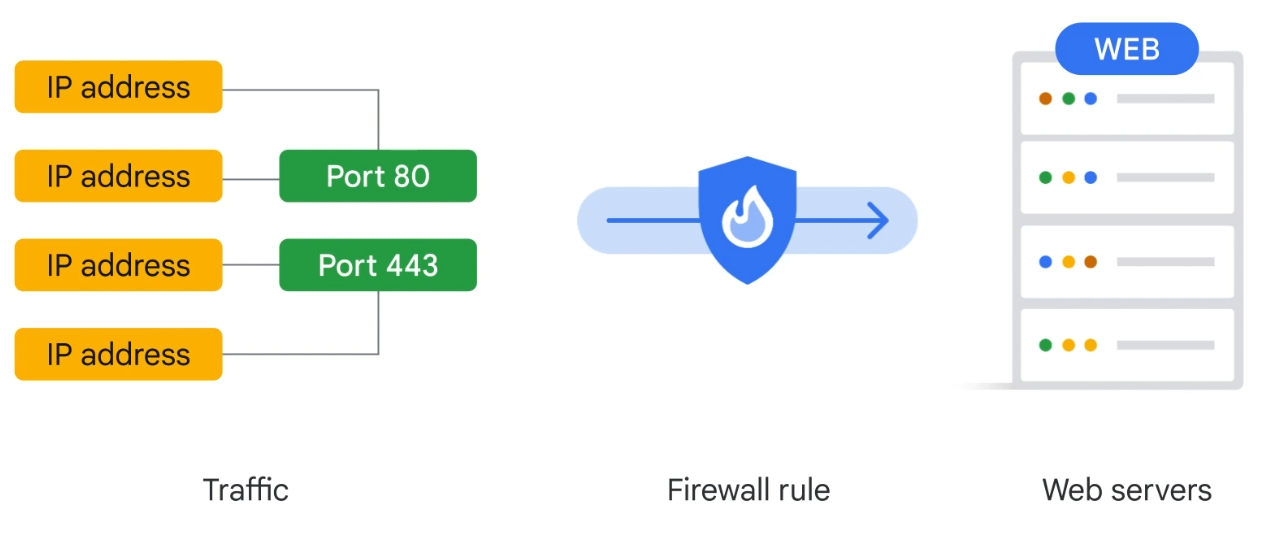 IP address
IP address
IP address
IP address
Port 80
Port 443
Traffic
Firewall rule
WEB
Web servers